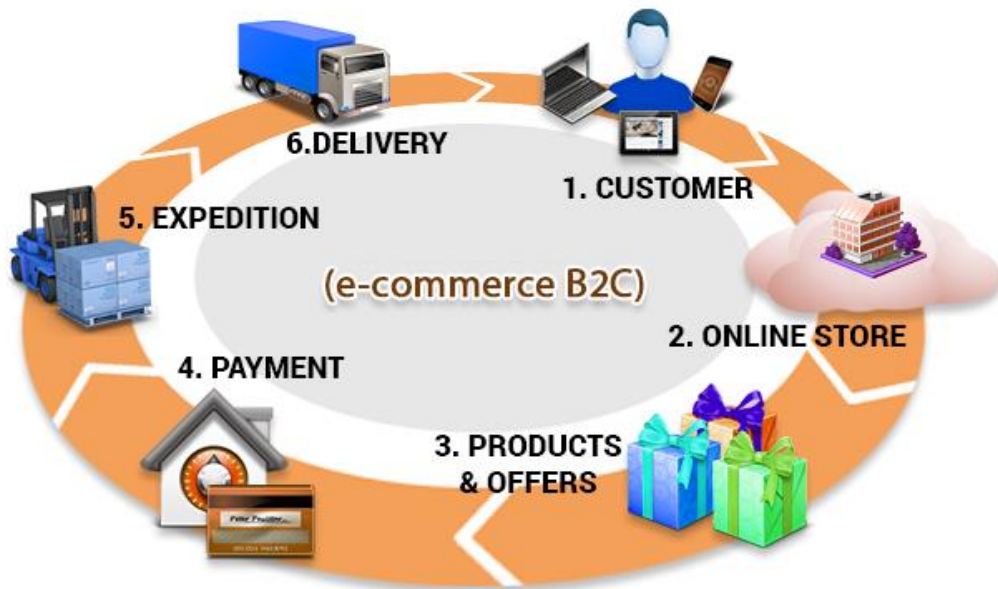 1. CUSTOMER
2. ONLINE STORE
3. PRODUCTS
& OFFERS
4. PAYMENT
5. EXPEDITION
6.DELIVERY
(e-commerce B2C)